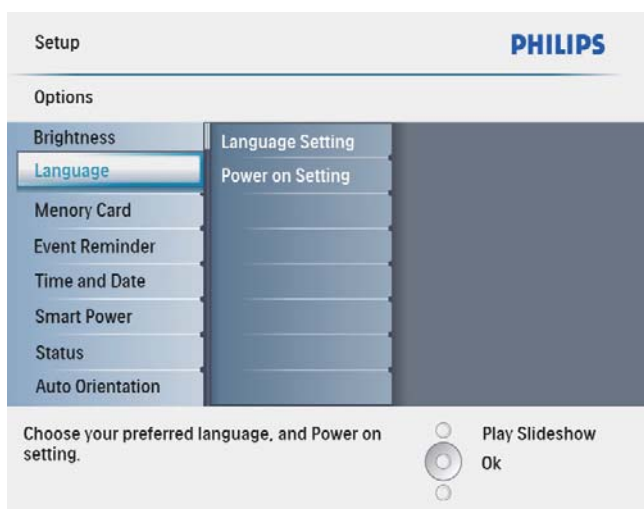 Setup
PHILIPS
Options
Brightness
Language
Menory Card
Event Reminder
Time and Date
Smart Power
Status
Auto Orientation
Language Setting
Power on Setting
Choose your preferred language, and Power on
setting.
Play Slideshow
Ok